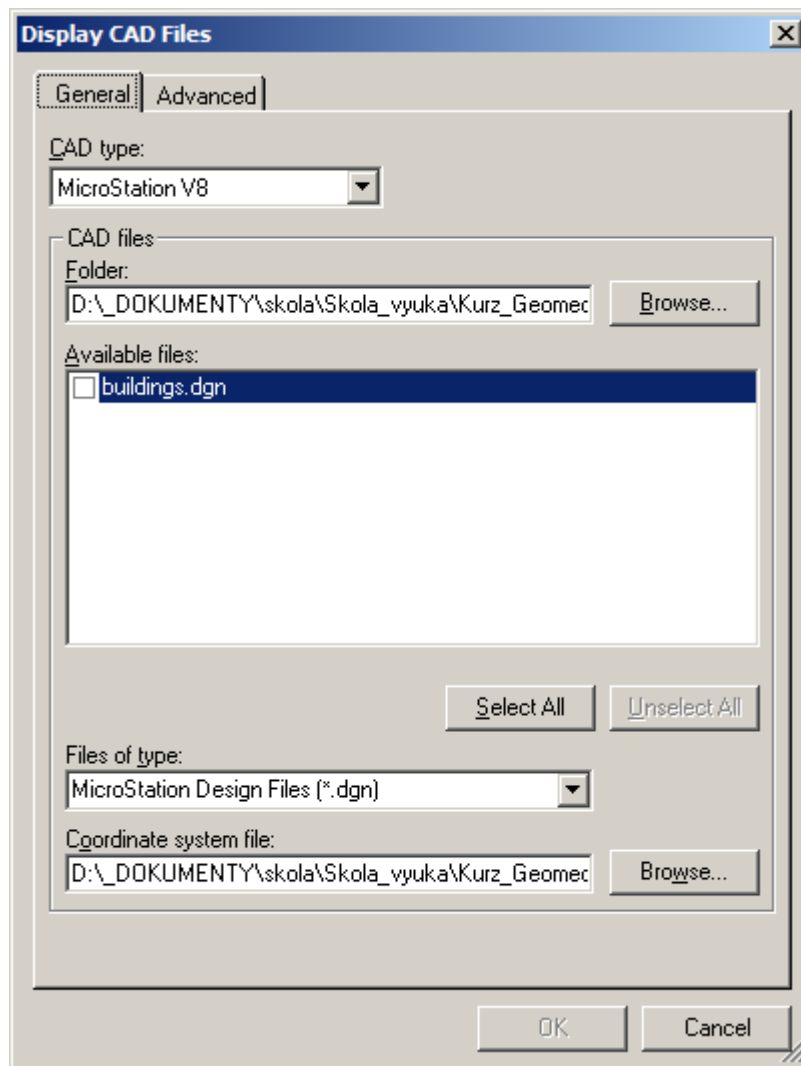 Display CAD Files
General
Advanced
CAD type:
MicroStation V8
CAD files
Folder:
D:\_DOKUMENTY\skola\Skola_vyuka\Kurz_Geomec
Browse...
Available files:
buildings.dgn
Select All
Unselect All
Files of type:
MicroStation Design Files (*.dgn)
Coordinate system file:
D:\_DOKUMENTY\skola\Skola_vyuka\Kurz_Geomec
Browse...
OK
Cancel